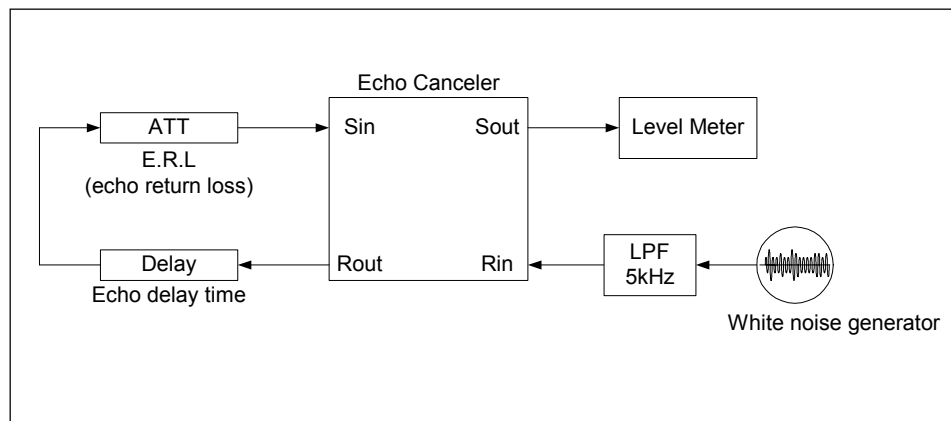 Echo Canceler
ATT
Sin
Sout
Level Meter
E.R.L
(echo return loss)
Delay
Rout
Rin
LPF
5kHz
Echo delay time
White noise generator